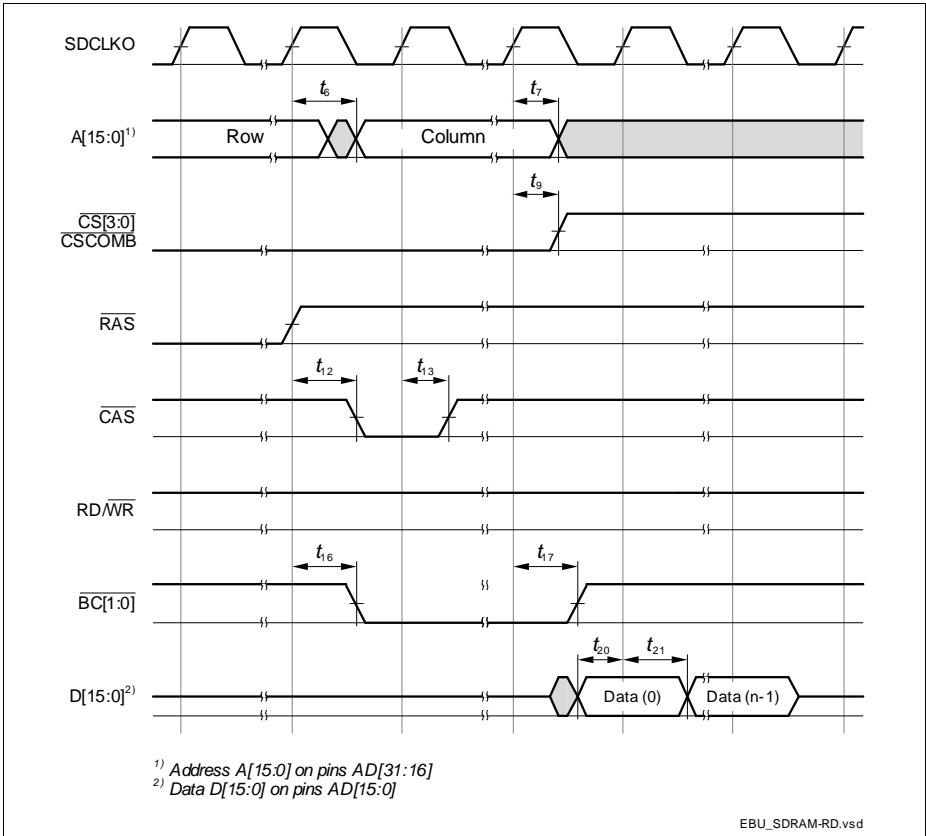 SDCLKO
t6 t7
A[15:0]1) Row Column
t9
CS[3:0]
CSCOMB
RAS
t12 t13
CAS
RD/WR
t16 t17
BC[1:0]
t20 t21
D[15:0]2) Data (0) Data (n-1)
1) Address A[15:0] on pins AD[31:16]
2) Data D[15:0] on pins AD[15:0]
EBU_SDRAM-RD.vsd